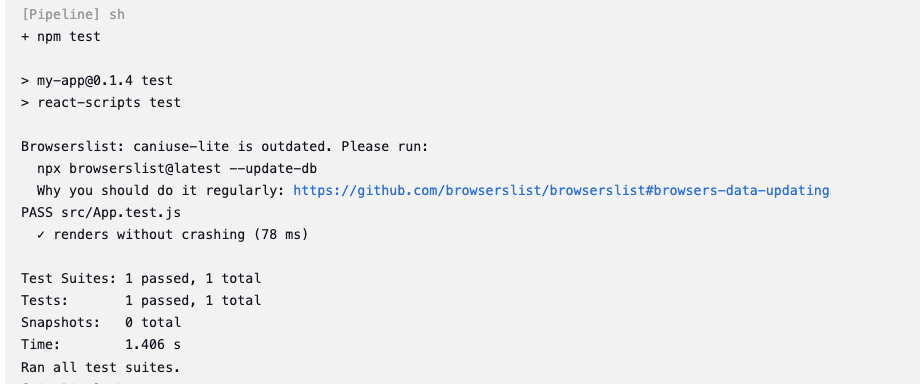 [Pipeline] sh
+ npm test

> my-app@0.1.4 test
> react-scripts test

Browserslist: caniuse-lite is outdated. Please run:
  npx browserslist@latest --update-db
  Why you should do it regularly: https://github.com/browserslist/browserslist#browsers-data-updating
PASS src/App.test.js
  ✓ renders without crashing (78 ms)

Test Suites: 1 passed, 1 total
Tests:       1 passed, 1 total
Snapshots:   0 total
Time:        1.406 s
Ran all test suites.